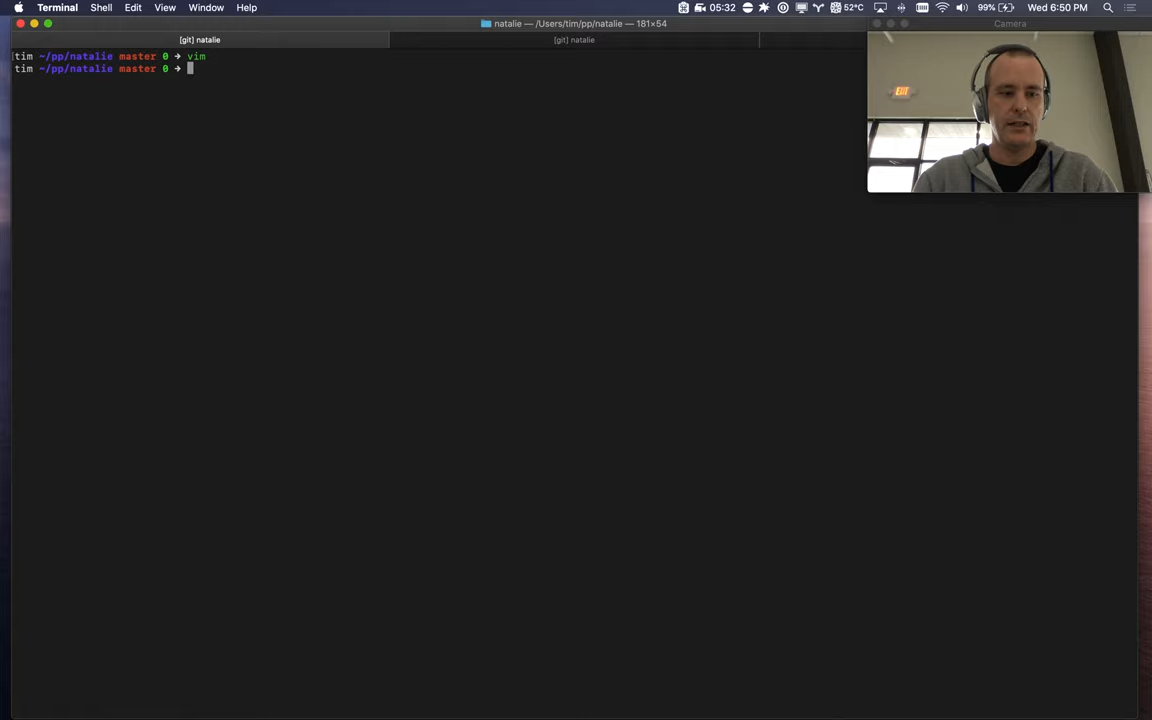 Terminal Shell Edit View Window Help 05:32 52°C 99% Wed 6:50 PM
natalie — /Users/tim/pp/natalie — 181×54
Camera
[git] natalie
[git] natalie
tim ~/pp/natalie master 0 ➜ vim
tim ~/pp/natalie master 0 ➜
EXIT